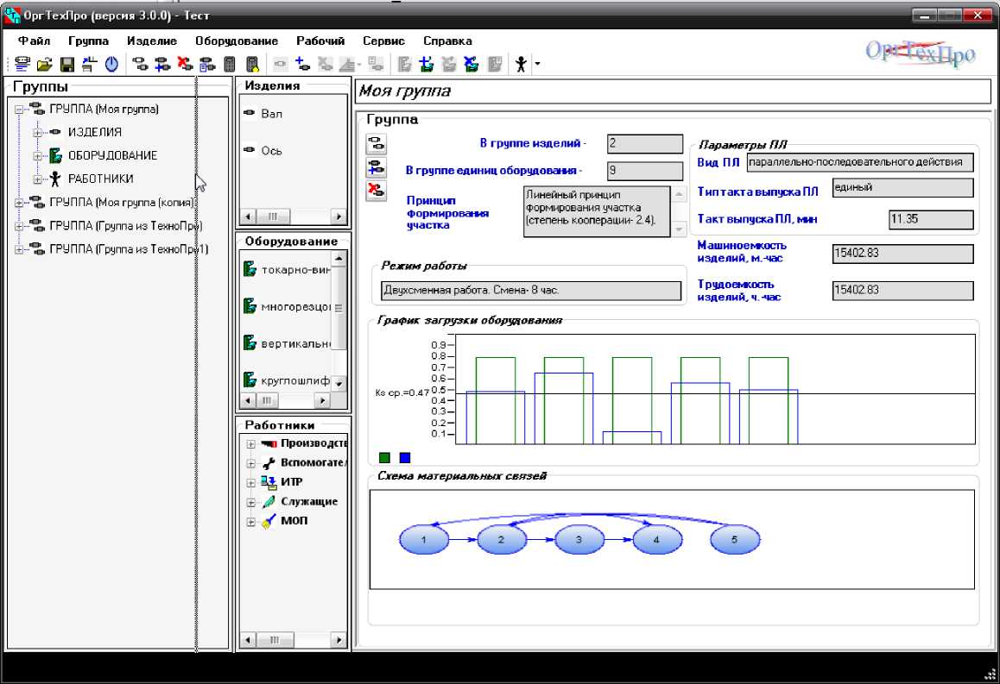 ОргТехПро (версия 3.0.0) - Тест
Файл Группа Изделие Оборудование Рабочий Сервис Справка
ОргТехПро
Группы
ГРУППА (Моя группа)
ИЗДЕЛИЯ
ОБОРУДОВАНИЕ
РАБОТНИКИ
ГРУППА (Моя группа (копия)
ГРУППА (Группа из ТехноПро)
ГРУППА (Группа из ТехноПро1)
Изделия
Вал
Ось
Оборудование
токарно-вин
многорезцо
вертикальн
круглошлиф
Работники
Производств
Вспомогател
ИТР
Служащие
МОП
Моя группа
Группа
В группе изделий - 2
В группе единиц оборудования - 9
Принцип
формирования
участка
Линейный принцип
формирования участка
(степень кооперации- 2.4).
Параметры ПЛ
Вид ПЛ параллельно-последовательного действия
Тип такта выпуска ПЛ единый
Такт выпуска ПЛ, мин 11.35
Машиноемкость
изделий, м.-час 15402.83
Трудоемкость
изделий, ч.-час 15402.83
Режим работы
Двухсменная работа. Смена- 8 час.
График загрузки оборудования
0.9
0.8
0.7
0.6
0.5
Кз ср.=0.47
0.4
0.3
0.2
0.1
Схема материальных связей
1 2 3 4 5